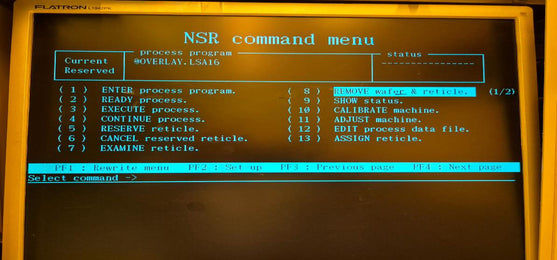 FLATRON
NSR command menu
process program
status
Current
@OVERLAY.LSA16
----------------
Reserved
( 1 ) ENTER process program.
( 8 ) REMOVE wafer & reticle. (1/2)
( 2 ) READY process.
( 9 ) SHOW status.
( 3 ) EXECUTE process.
( 10 ) CALIBRATE machine.
( 4 ) CONTINUE process.
( 11 ) ADJUST machine.
( 5 ) RESERVE reticle.
( 12 ) EDIT process data file.
( 6 ) CANCEL reserved reticle.
( 13 ) ASSIGN reticle.
( 7 ) EXAMINE reticle.
PF1 : Rewrite menu PF2 : Set up PF3 : Previous page PF4 : Next page
Select command ->